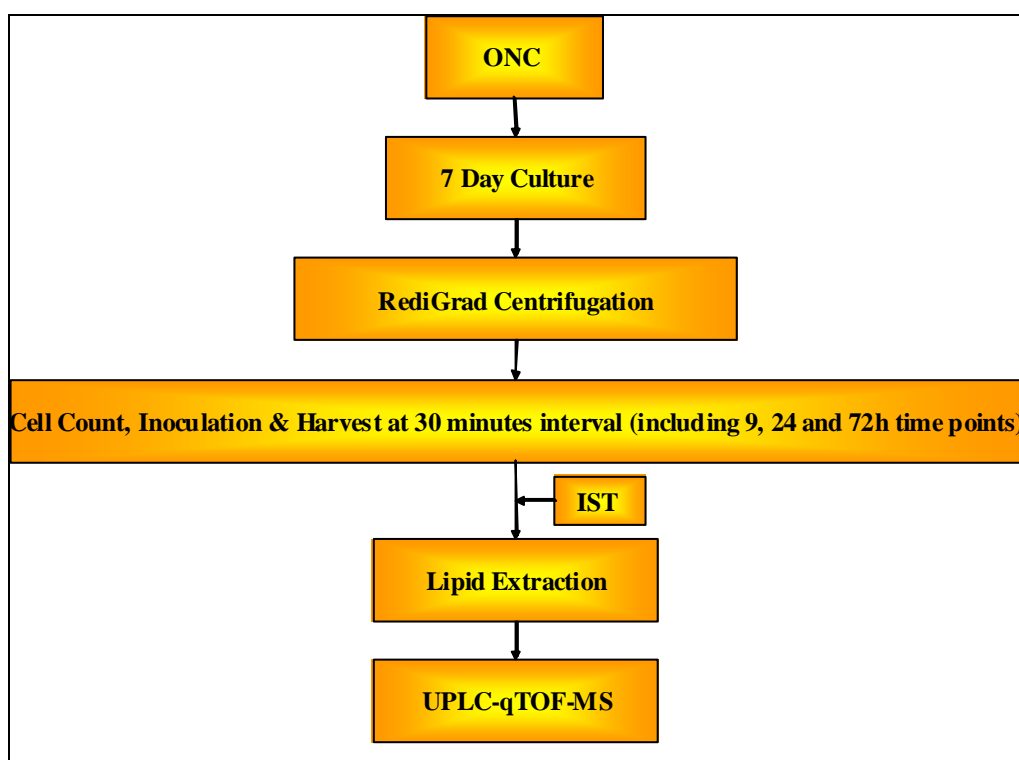 ONC
7 Day Culture
RediGrad Centrifugation
Cell Count, Inoculation & Harvest at 30 minutes interval (including 9, 24 and 72h time points)
IST
Lipid Extraction
UPLC-qTOF-MS